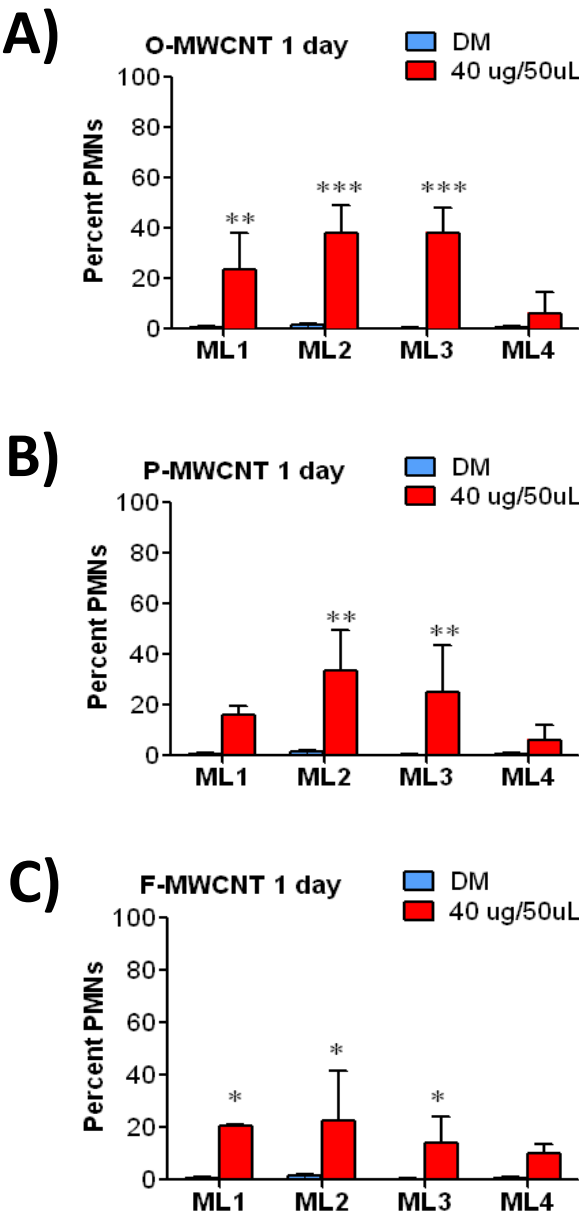 A)
O-MWCNT 1 day
DM
40 ug/50uL
Percent PMNs
100
80
60
40
20
0
**
***
***
ML1 ML2 ML3 ML4
B)
P-MWCNT 1 day
DM
40 ug/50uL
Percent PMNs
100
80
60
40
20
0
**
**
ML1 ML2 ML3 ML4
C)
F-MWCNT 1 day
DM
40 ug/50uL
Percent PMNs
100
80
60
40
20
0
*
*
*
ML1 ML2 ML3 ML4